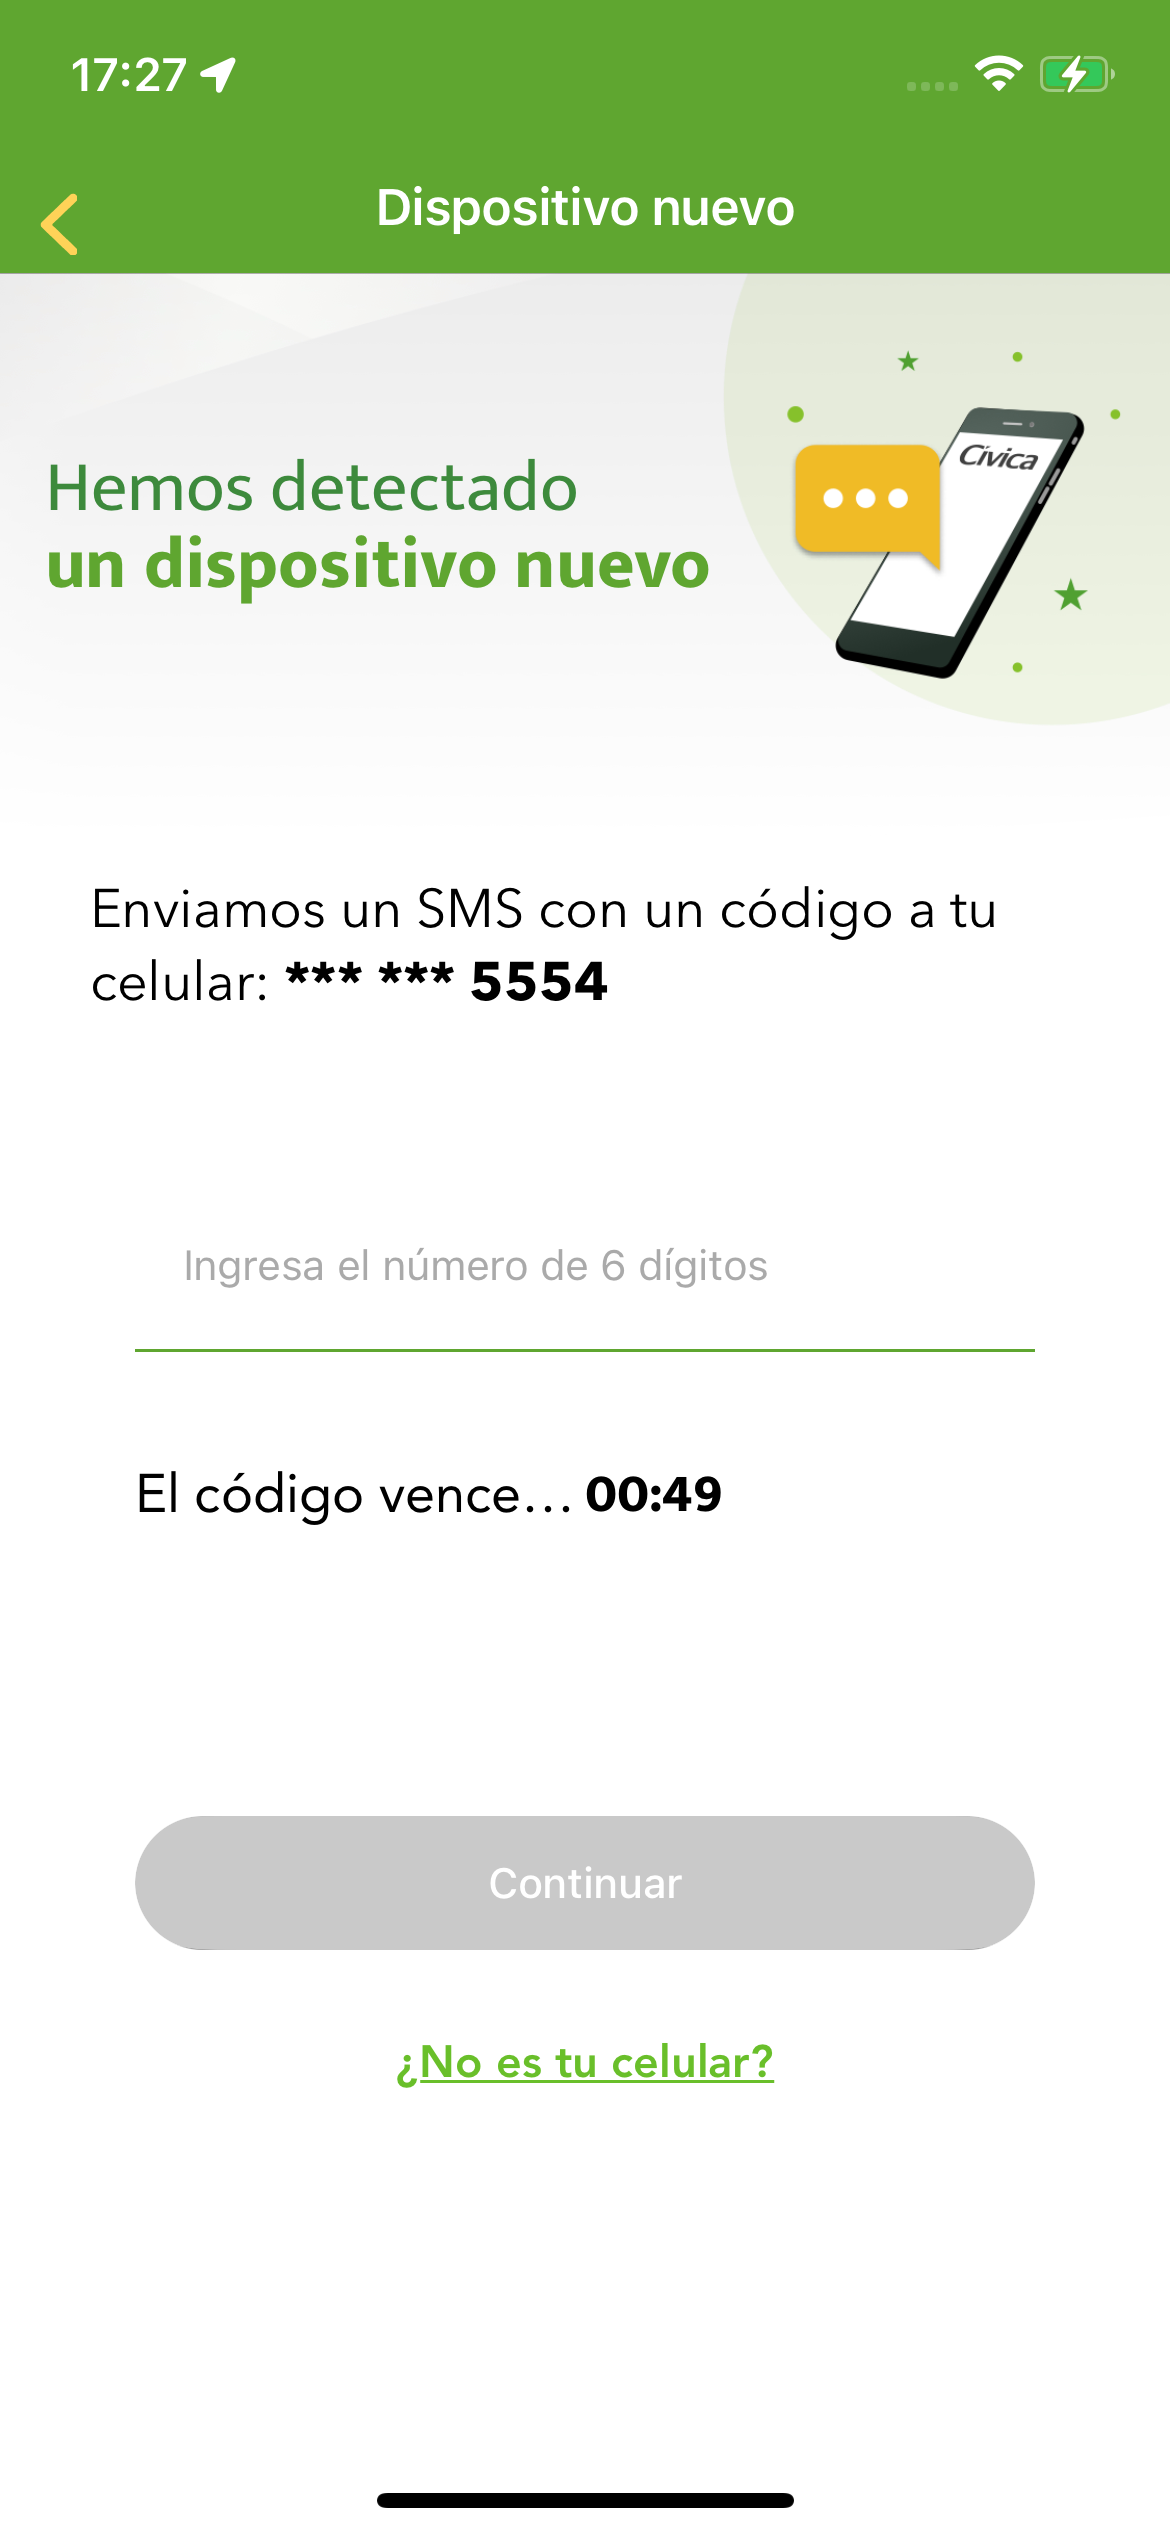 17:27
Dispositivo nuevo
Cívica
Hemos detectado
un dispositivo nuevo
Enviamos un SMS con un código a tu
celular: *** *** 5554
Ingresa el número de 6 dígitos
El código vence... 00:49
Continuar
¿No es tu celular?